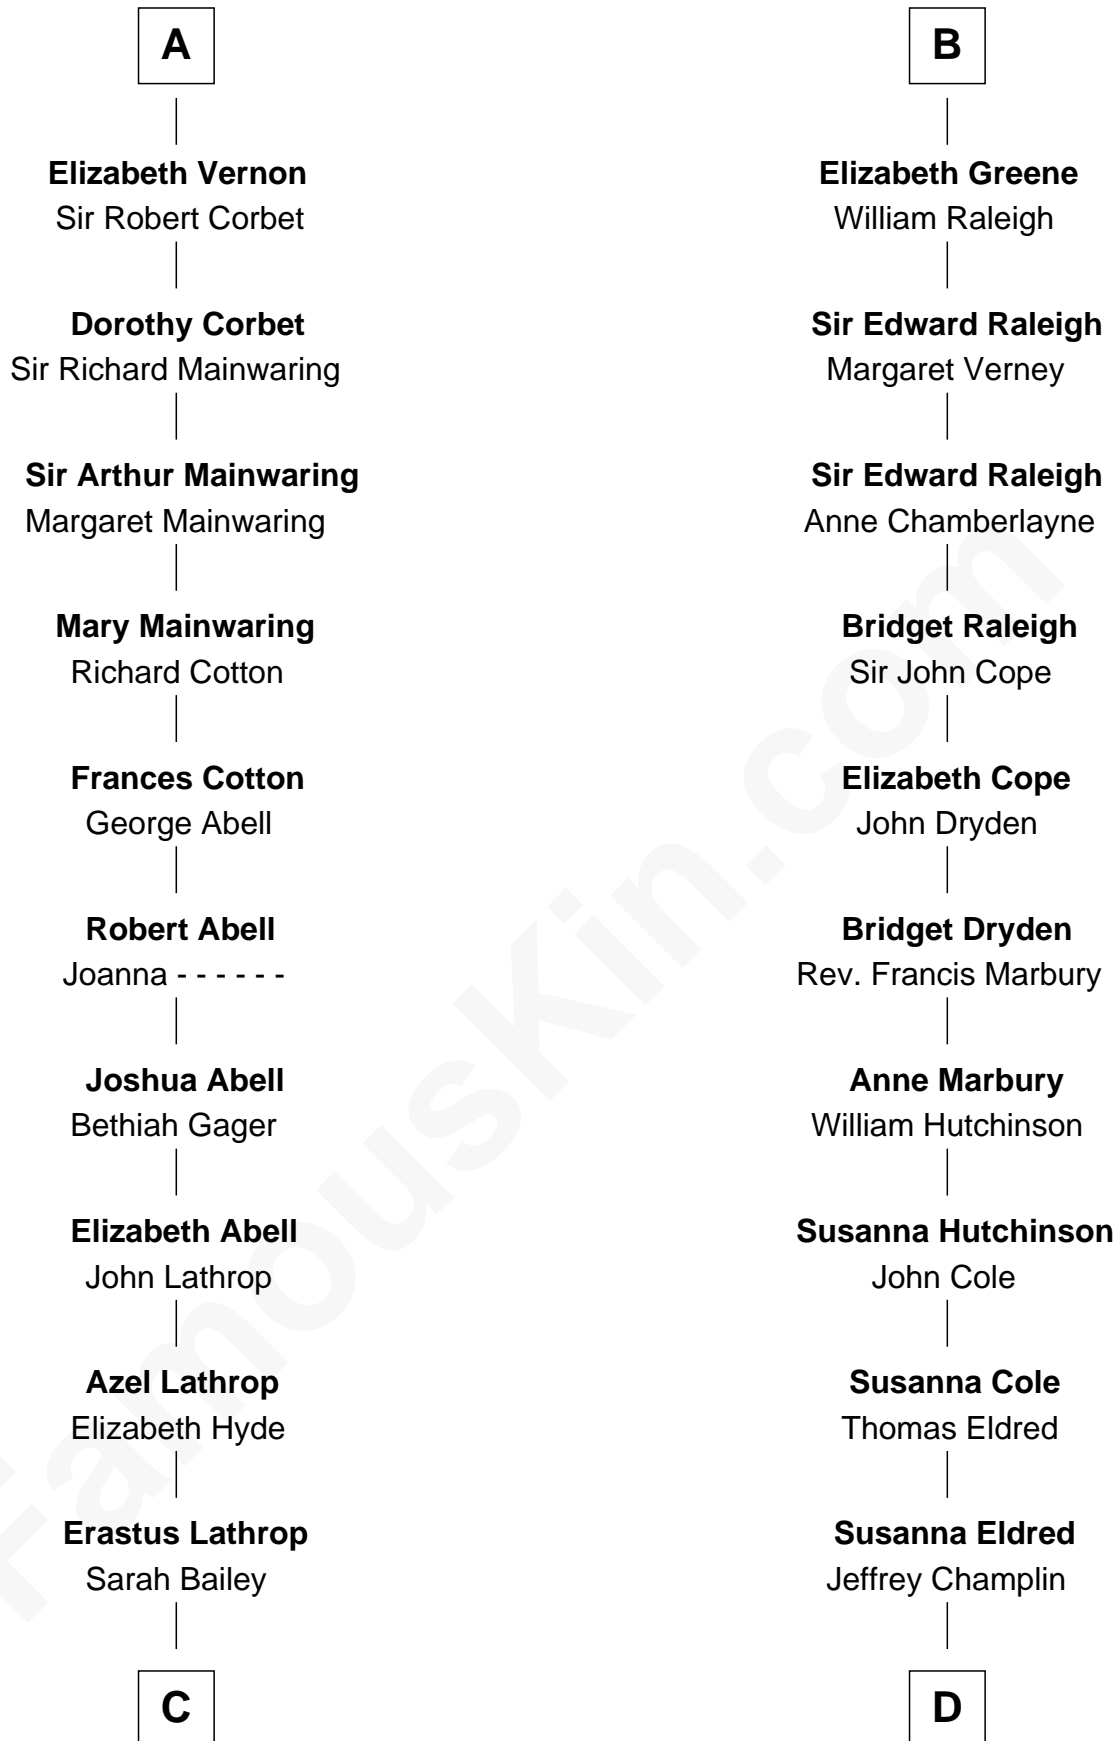 A
Elizabeth Vernon
Sir Robert Corbet
Dorothy Corbet
Sir Richard Mainwaring
Sir Arthur Mainwaring
Margaret Mainwaring
Mary Mainwaring
Richard Cotton
Frances Cotton
George Abell
Robert Abell
Joanna - - - - - -
Joshua Abell
Bethiah Gager
Elizabeth Abell
John Lathrop
Azel Lathrop
Elizabeth Hyde
Erastus Lathrop
Sarah Bailey
C
B
Elizabeth Greene
William Raleigh
Sir Edward Raleigh
Margaret Verney
Sir Edward Raleigh
Anne Chamberlayne
Bridget Raleigh
Sir John Cope
Elizabeth Cope
John Dryden
Bridget Dryden
Rev. Francis Marbury
Anne Marbury
William Hutchinson
Susanna Hutchinson
John Cole
Susanna Cole
Thomas Eldred
Susanna Eldred
Jeffrey Champlin
D
FamousKin.com